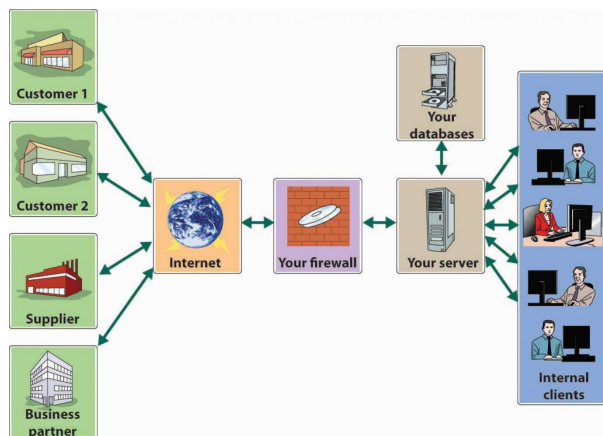 Customer 1
Customer 2
Supplier
Business
partner
Internet
Your firewall
Your
databases
Your server
Internal
clients